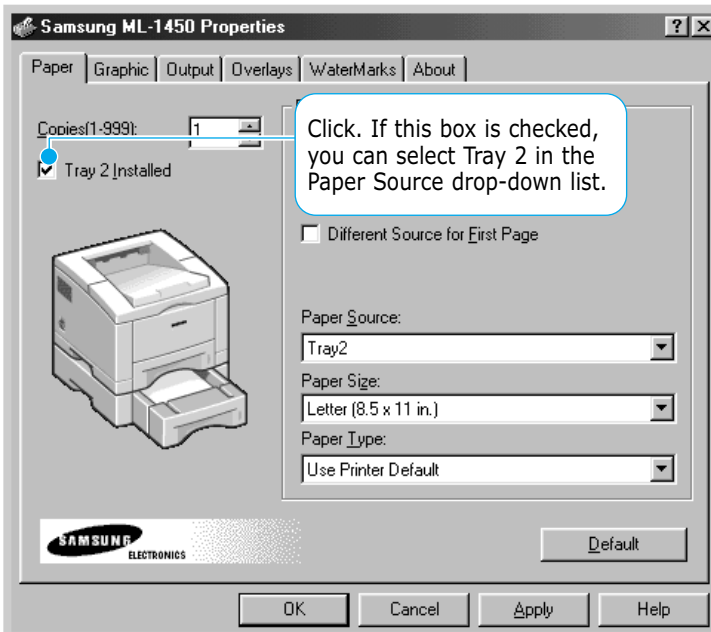 Samsung ML-1450 Properties
Paper Graphic Output Overlays WaterMarks About
Copies(1-999): 1
Tray 2 Installed
Click. If this box is checked,
you can select Tray 2 in the
Paper Source drop-down list.
Different Source for First Page
Paper Source:
Tray2
Paper Size:
Letter (8.5 x 11 in.)
Paper Type:
Use Printer Default
SAMSUNG
ELECTRONICS
Default
OK Cancel Apply Help